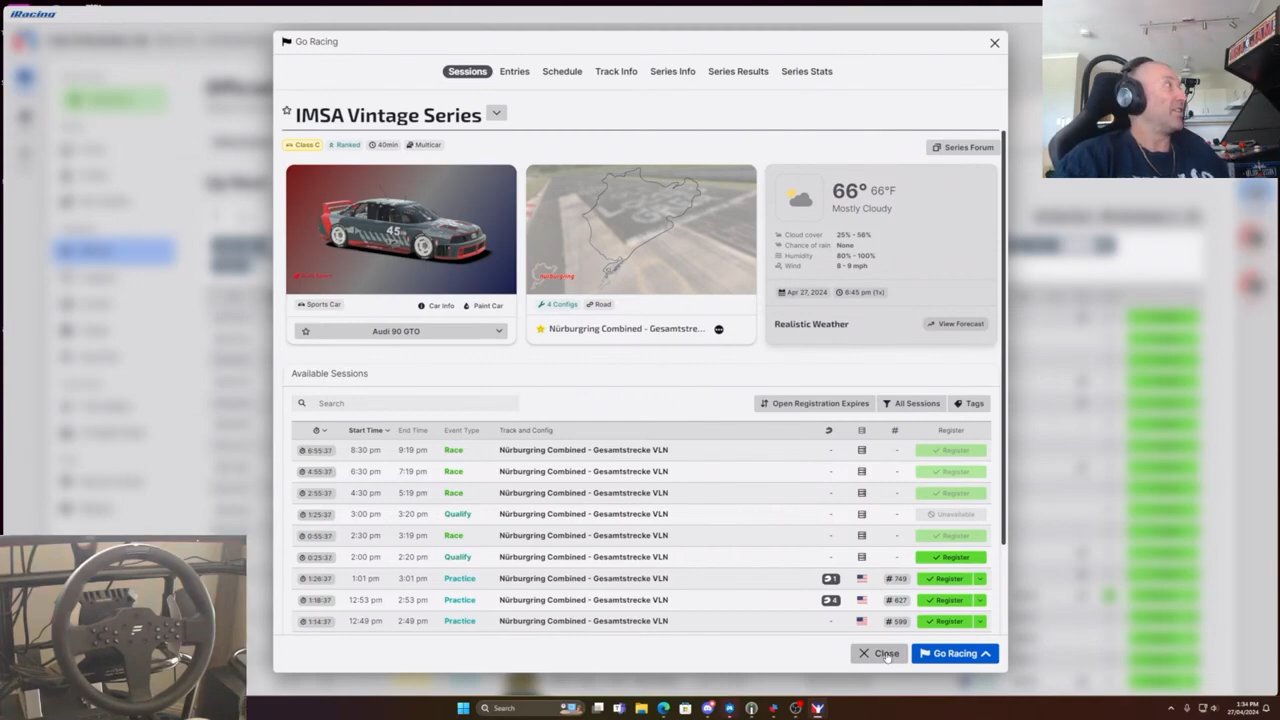 iRacing
Go Racing
Sessions Entries Schedule Track Info Series Info Series Results Series Stats
IMSA Vintage Series
Class C Ranked 40min Multicar
Series Forum
45
Audi Sport
Nürburgring
66° 66°F
Mostly Cloudy
Cloud cover 25% - 56%
Chance of rain None
Humidity 80% - 100%
Wind 8 - 9 mph
Apr 27, 2024 6:45 pm (1x)
Realistic Weather View Forecast
Sports Car Car Info Paint Car
Audi 90 GTO
4 Configs Road
Nürburgring Combined - Gesamtstre...
Available Sessions
Search
Open Registration Expires All Sessions Tags
Start Time End Time Event Type Track and Config # Register
6:55:37 8:30 pm 9:19 pm Race Nürburgring Combined - Gesamtstrecke VLN - - Register
4:55:37 6:30 pm 7:19 pm Race Nürburgring Combined - Gesamtstrecke VLN - - Register
2:55:37 4:30 pm 5:19 pm Race Nürburgring Combined - Gesamtstrecke VLN - - Register
1:25:37 3:00 pm 3:20 pm Qualify Nürburgring Combined - Gesamtstrecke VLN - - Unavailable
0:55:37 2:30 pm 3:19 pm Race Nürburgring Combined - Gesamtstrecke VLN - - Register
0:25:37 2:00 pm 2:20 pm Qualify Nürburgring Combined - Gesamtstrecke VLN - - Register
1:26:37 1:01 pm 3:01 pm Practice Nürburgring Combined - Gesamtstrecke VLN 1 # 749 Register
1:18:37 12:53 pm 2:53 pm Practice Nürburgring Combined - Gesamtstrecke VLN 4 # 627 Register
1:14:37 12:49 pm 2:49 pm Practice Nürburgring Combined - Gesamtstrecke VLN - # 599 Register
Close Go Racing
Search
1:34 PM
27/04/2024